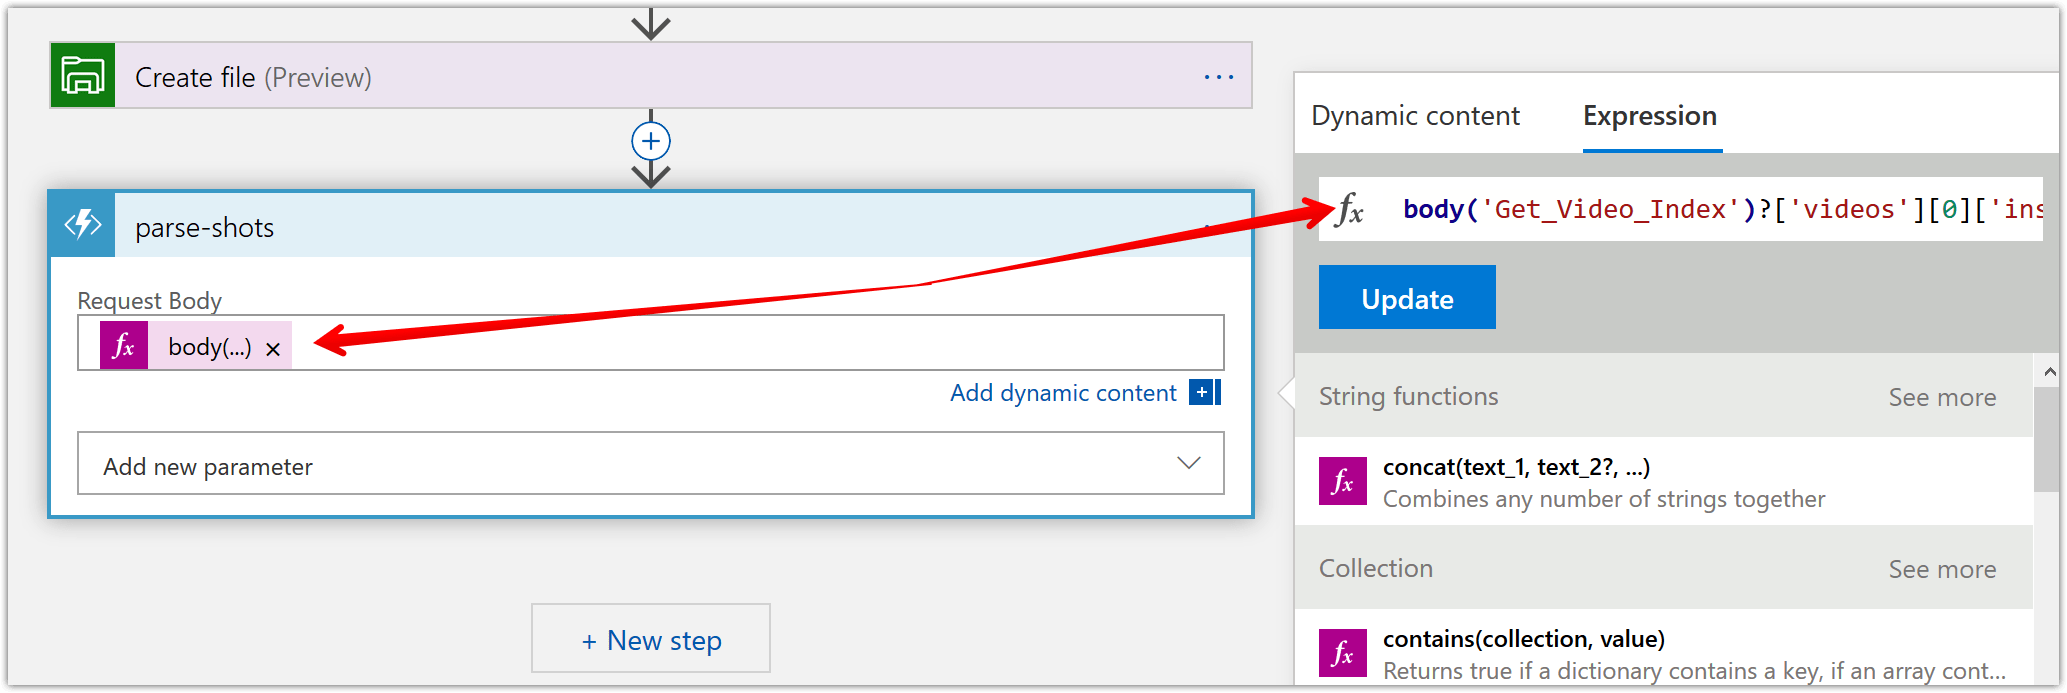 Create file (Preview)
parse-shots
Request Body
fx body(...) ×
Add dynamic content
Add new parameter
+ New step
Dynamic content Expression
fx body('Get_Video_Index')?['videos'][0]['ins
Update
String functions See more
fx concat(text_1, text_2?, ...)
Combines any number of strings together
Collection See more
fx contains(collection, value)
Returns true if a dictionary contains a key, if an array cont...